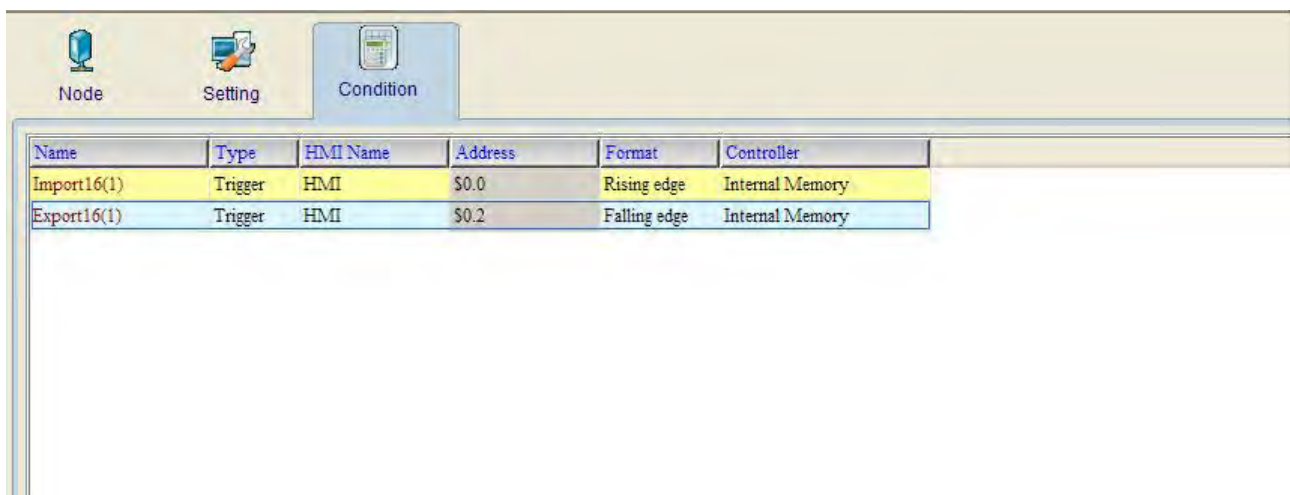 Node Setting Condition
Name Type HMI Name Address Format Controller
Import16(1) Trigger HMI $0.0 Rising edge Internal Memory
Export16(1) Trigger HMI $0.2 Falling edge Internal Memory